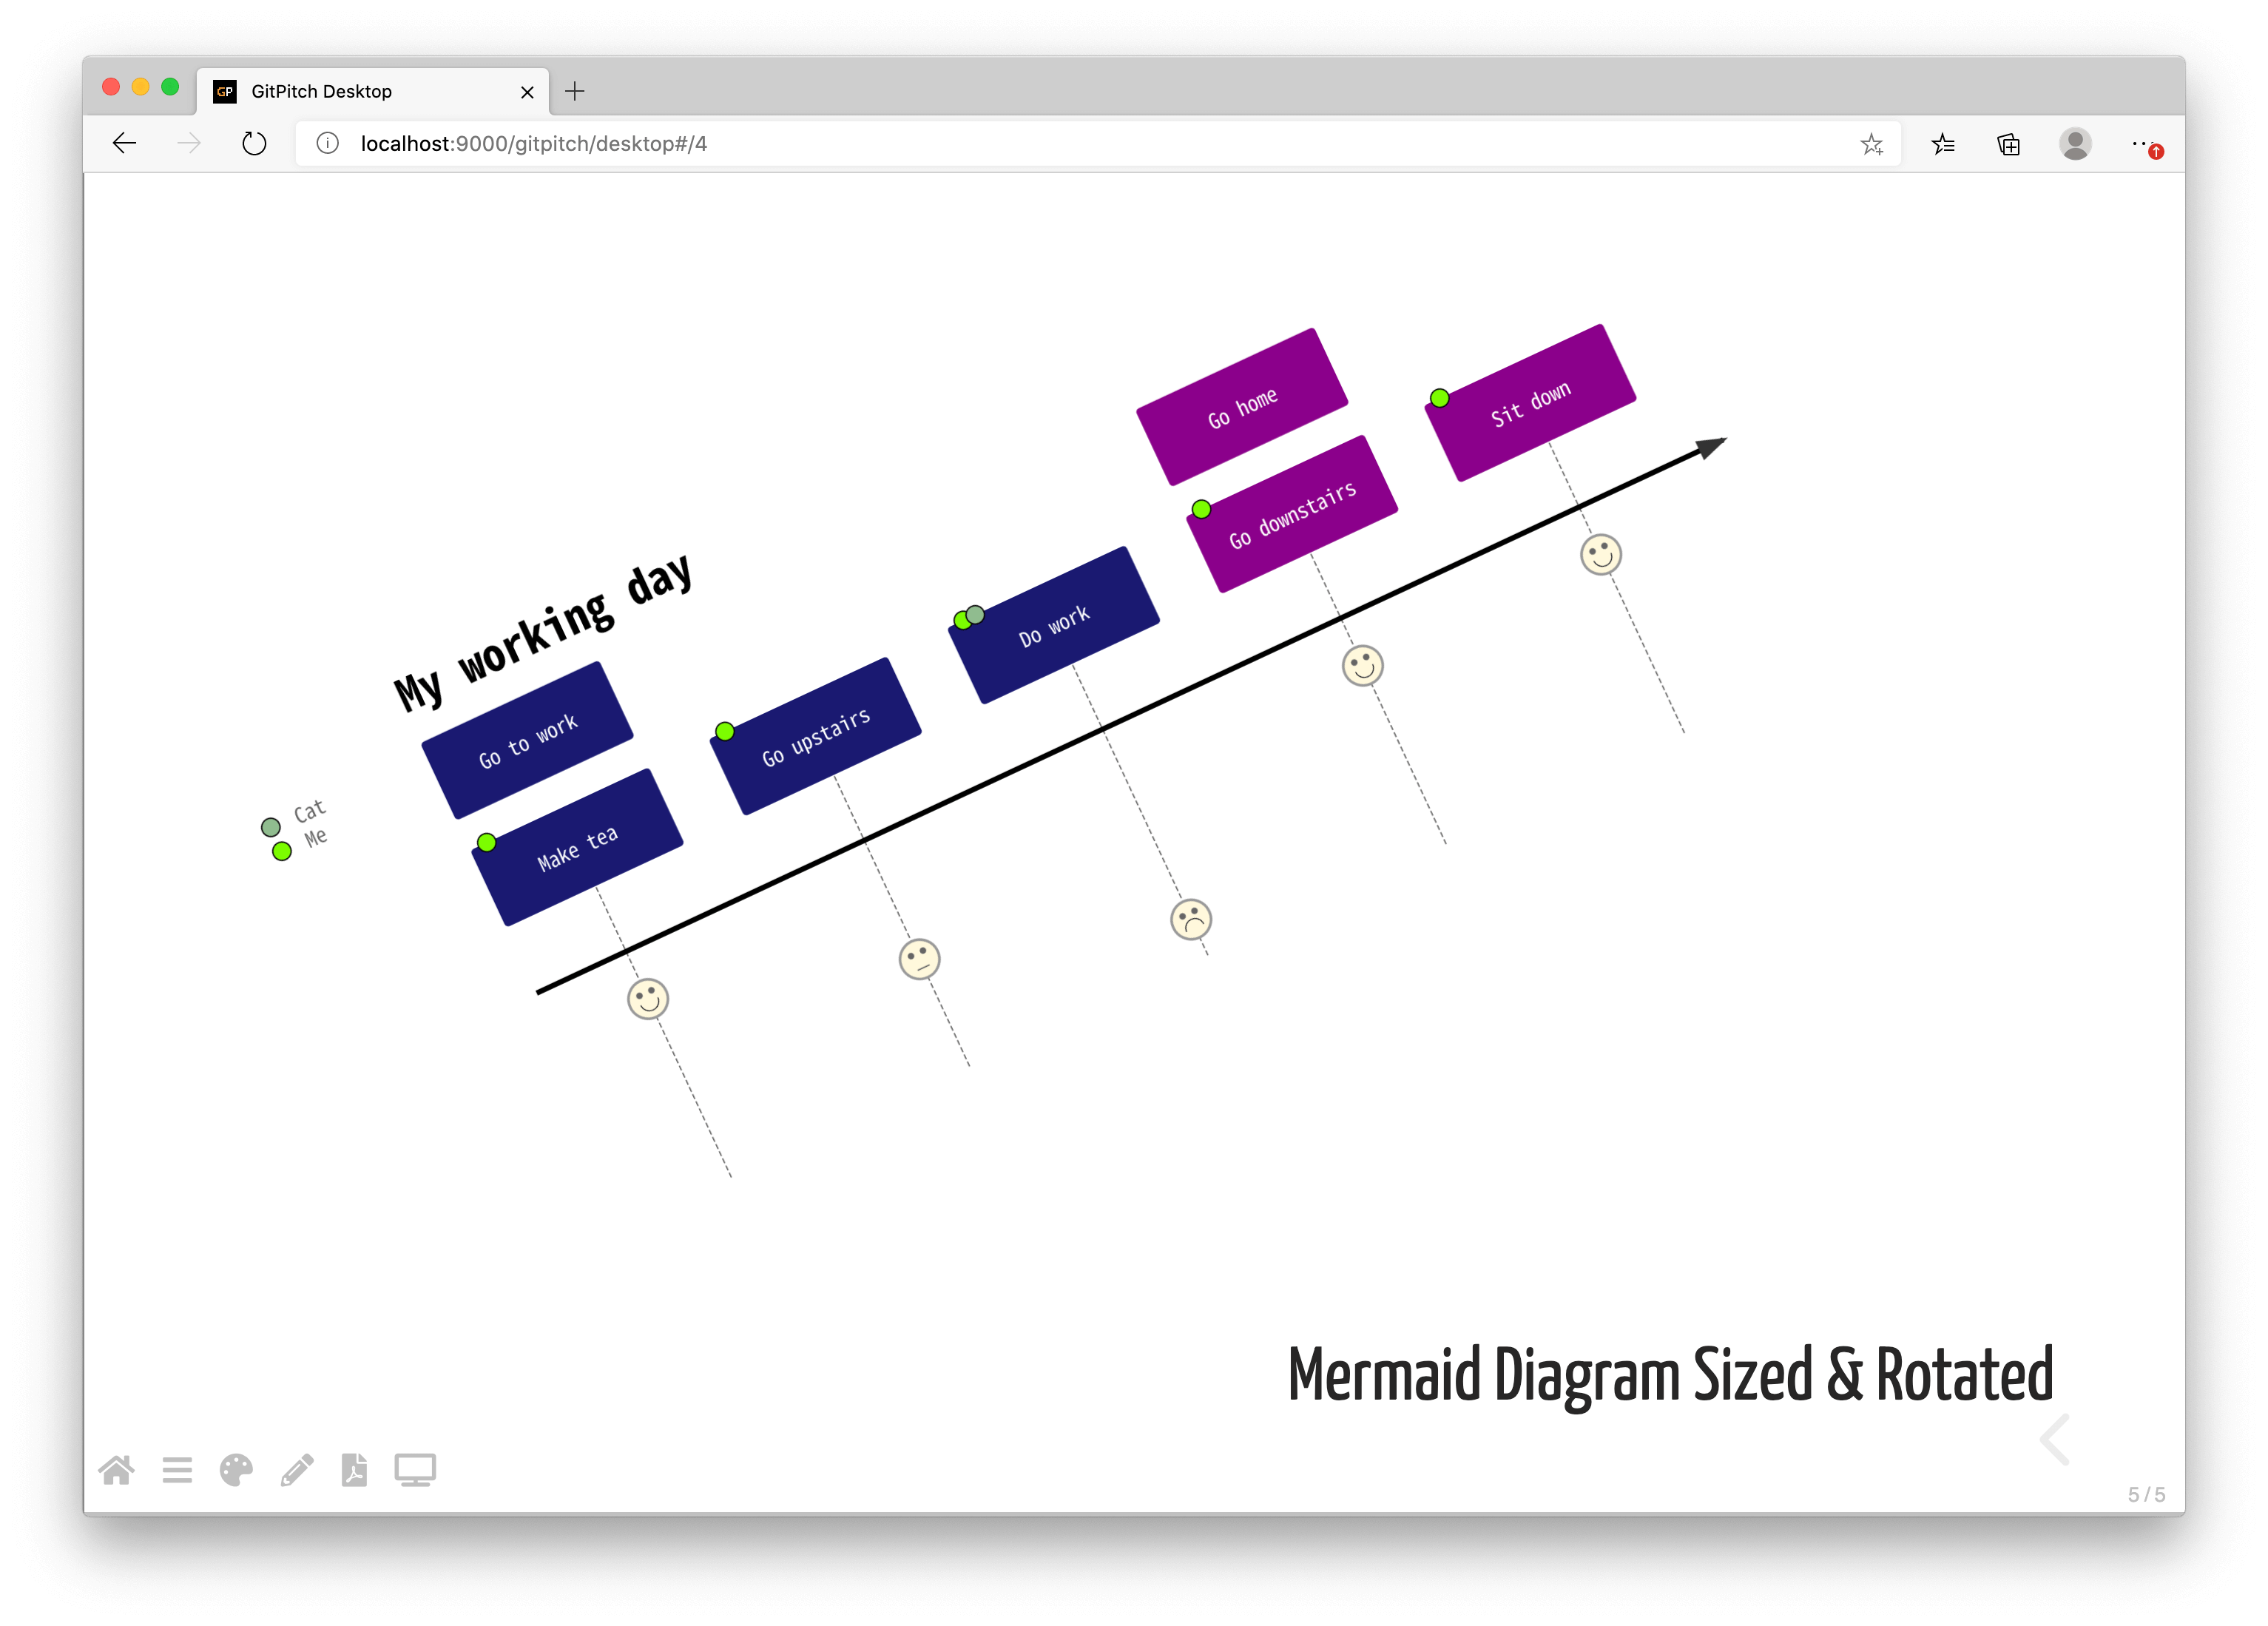 GP GitPitch Desktop
localhost:9000/gitpitch/desktop#/4
My working day
Cat
Me
Go to work
Make tea
Go upstairs
Do work
Go home
Go downstairs
Sit down
Mermaid Diagram Sized & Rotated
5 / 5